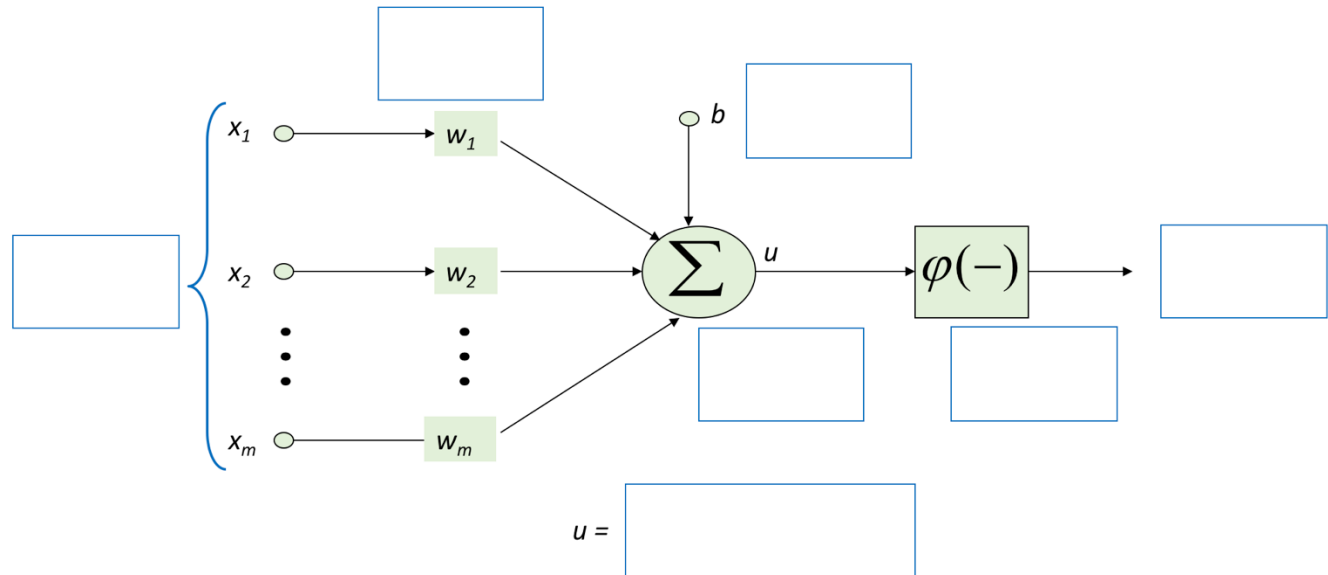 x₁
w₁
b
x₂
w₂
∑
u
φ(−)
xₘ
wₘ
u =